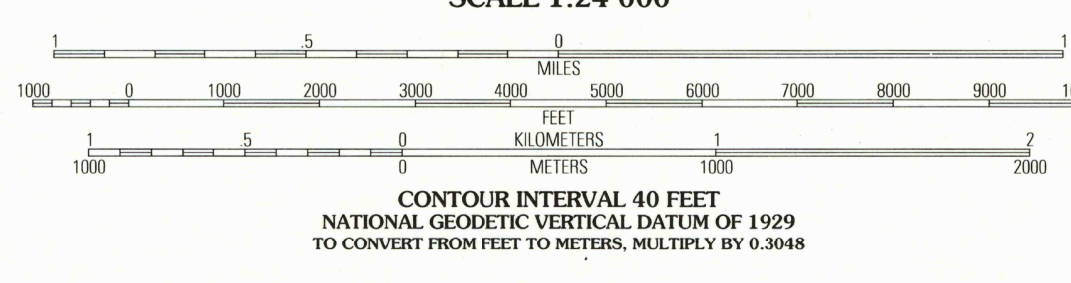 SCALE 1:24 000
1 .5 0 1
MILES
1000 0 1000 2000 3000 4000 5000 6000 7000 8000 9000
FEET
1 .5 0 KILOMETERS 1 2
1000 0 METERS 1000 2000
CONTOUR INTERVAL 40 FEET
NATIONAL GEODETIC VERTICAL DATUM OF 1929
TO CONVERT FROM FEET TO METERS, MULTIPLY BY 0.3048